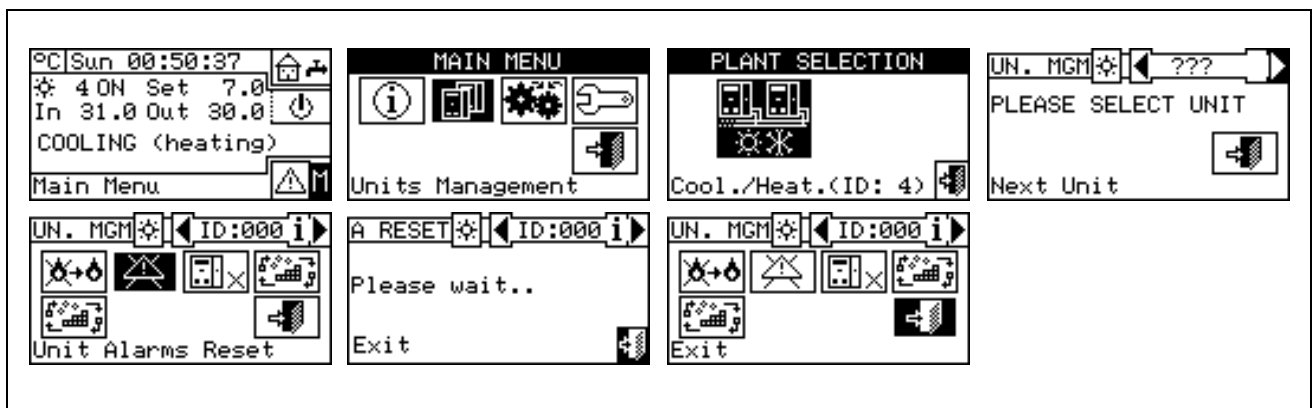 °C Sun 00:50:37
4 ON Set 7.0
In 31.0 Out 30.0
COOLING (heating)
Main Menu M
MAIN MENU
i
Units Management
PLANT SELECTION
Cool./Heat.(ID: 4)
UN. MGM ???
PLEASE SELECT UNIT
Next Unit
UN. MGM ID:000 i
Unit Alarms Reset
A RESET ID:000 i
Please wait..
Exit
UN. MGM ID:000 i
Exit